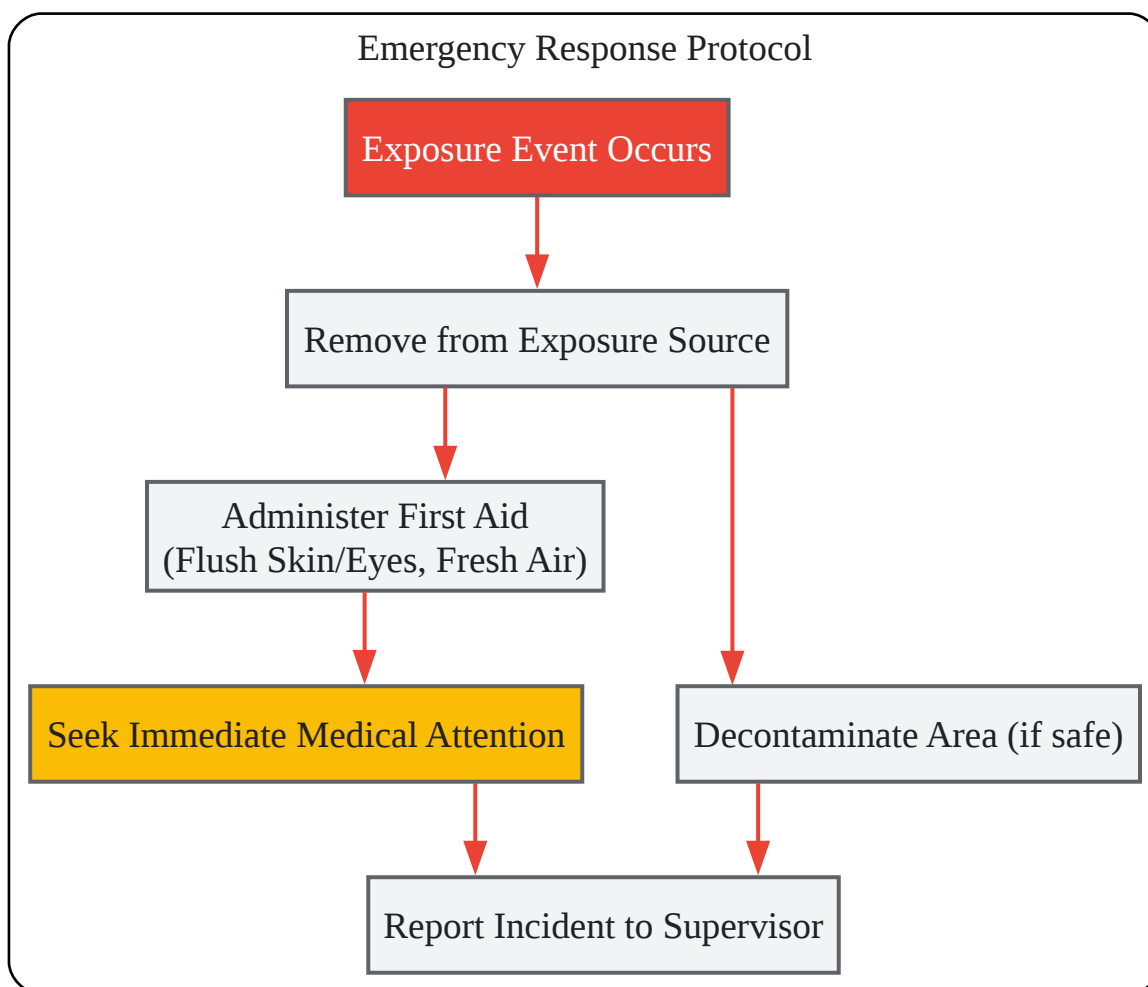 Emergency Response Protocol
Exposure Event Occurs
Remove from Exposure Source
Administer First Aid
(Flush Skin/Eyes, Fresh Air)
Seek Immediate Medical Attention
Decontaminate Area (if safe)
Report Incident to Supervisor